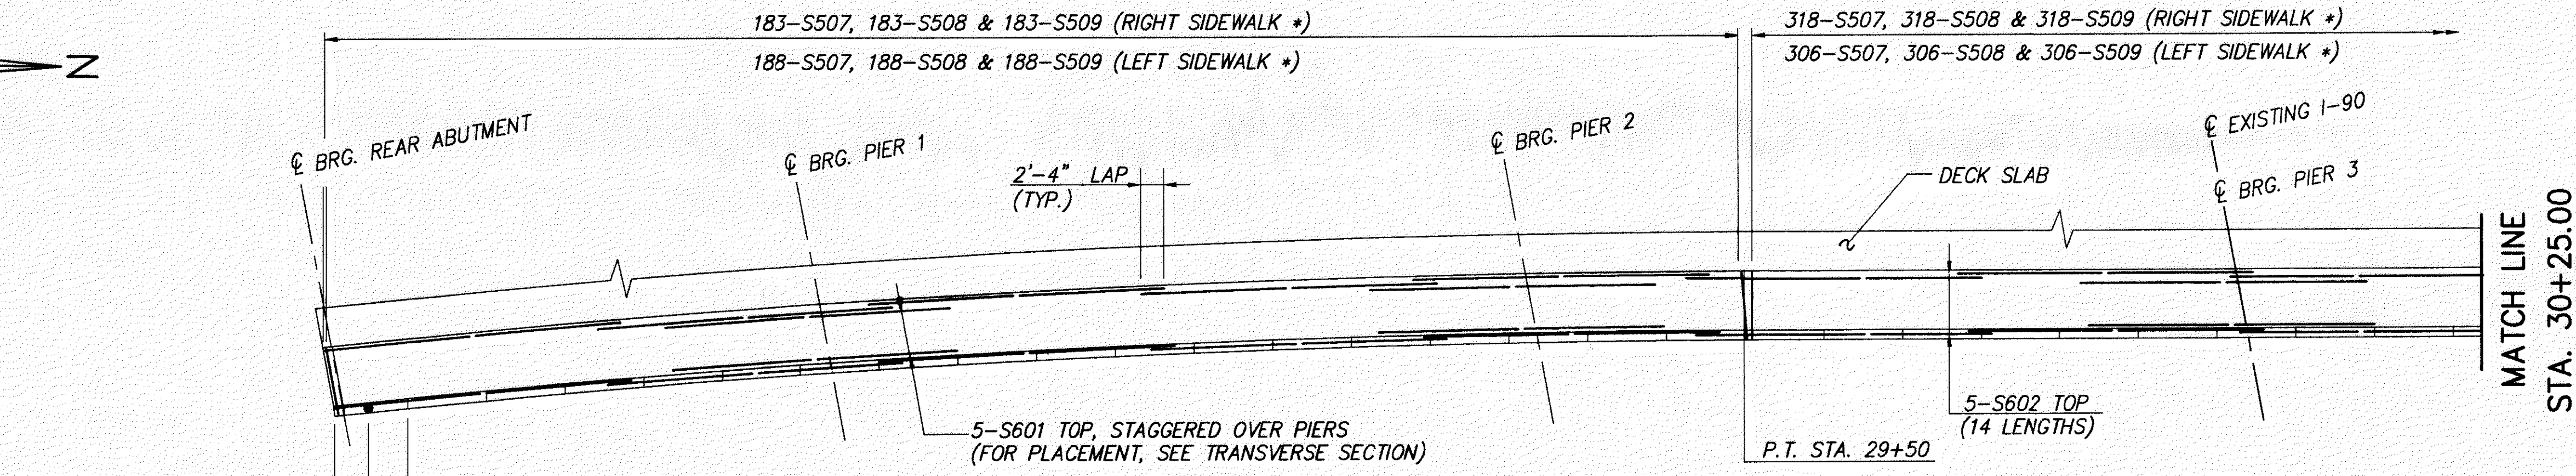 183-S507, 183-S508 & 183-S509 (RIGHT SIDEWALK *)
188-S507, 188-S508 & 188-S509 (LEFT SIDEWALK *)
318-S507, 318-S508 & 318-S509 (RIGHT SIDEWALK *)
306-S507, 306-S508 & 306-S509 (LEFT SIDEWALK *)
N
℄ BRG. REAR ABUTMENT
℄ BRG. PIER 1
2'-4" LAP
(TYP.)
℄ BRG. PIER 2
DECK SLAB
℄ EXISTING I-90
℄ BRG. PIER 3
MATCH LINE
STA. 30+25.00
5-S601 TOP, STAGGERED OVER PIERS
(FOR PLACEMENT, SEE TRANSVERSE SECTION)
P.T. STA. 29+50
5-S602 TOP
(14 LENGTHS)